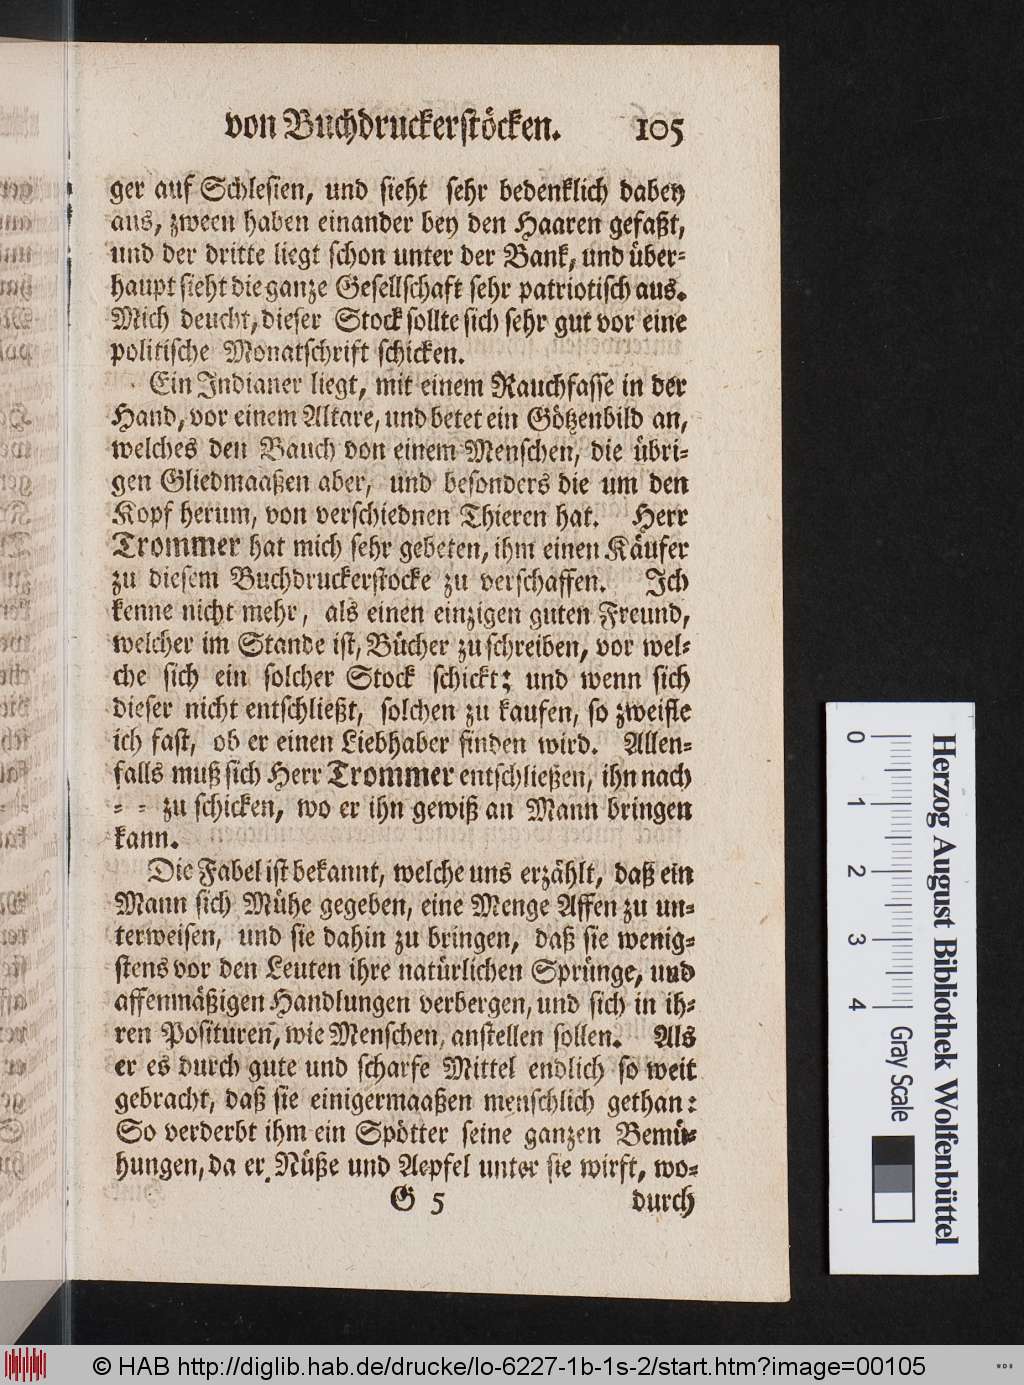 von Buchdruckerstöcken. 105
ger auf Schlesien, und sieht sehr bedenklich dabey
aus, zween haben einander bey den Haaren gefaßt,
und der dritte liegt schon unter der Bank, und über-
haupt sieht die ganze Gesellschaft sehr patriotisch aus.
Mich deucht, dieser Stock sollte sich sehr gut vor eine
politische Monatschrift schicken.
Ein Indianer liegt, mit einem Rauchfasse in der
Hand, vor einem Altare, und betet ein Götzenbild an,
welches den Bauch von einem Menschen, die übri-
gen Gliedmaaßen aber, und besonders die um den
Kopf herum, von verschiednen Thieren hat. Herr
Trommer hat mich sehr gebeten, ihm einen Käufer
zu diesem Buchdruckerstocke zu verschaffen. Ich
kenne nicht mehr, als einen einzigen guten Freund,
welcher im Stande ist, Bücher zu schreiben, vor wel-
che sich ein solcher Stock schickt; und wenn sich
dieser nicht entschließt, solchen zu kaufen, so zweifle
ich fast, ob er einen Liebhaber finden wird. Allen-
falls muß sich Herr Trommer entschließen, ihn nach
- - zu schicken, wo er ihn gewiß an Mann bringen
kann.
Die Fabel ist bekannt, welche uns erzählt, daß ein
Mann sich Mühe gegeben, eine Menge Affen zu un-
terweisen, und sie dahin zu bringen, daß sie wenig-
stens vor den Leuten ihre natürlichen Sprünge, und
affenmäßigen Handlungen verbergen, und sich in ih-
ren Posituren, wie Menschen, anstellen sollen. Als
er es durch gute und scharfe Mittel endlich so weit
gebracht, daß sie einigermaaßen menschlich gethan:
So verderbt ihm ein Spötter seine ganzen Bemü-
hungen, da er Nüße und Aepfel unter sie wirft, wo-
G 5 durch
Herzog August Bibliothek Wolfenbüttel
0 1 2 3 4 Gray Scale
© HAB http://diglib.hab.de/drucke/lo-6227-1b-1s-2/start.htm?image=00105